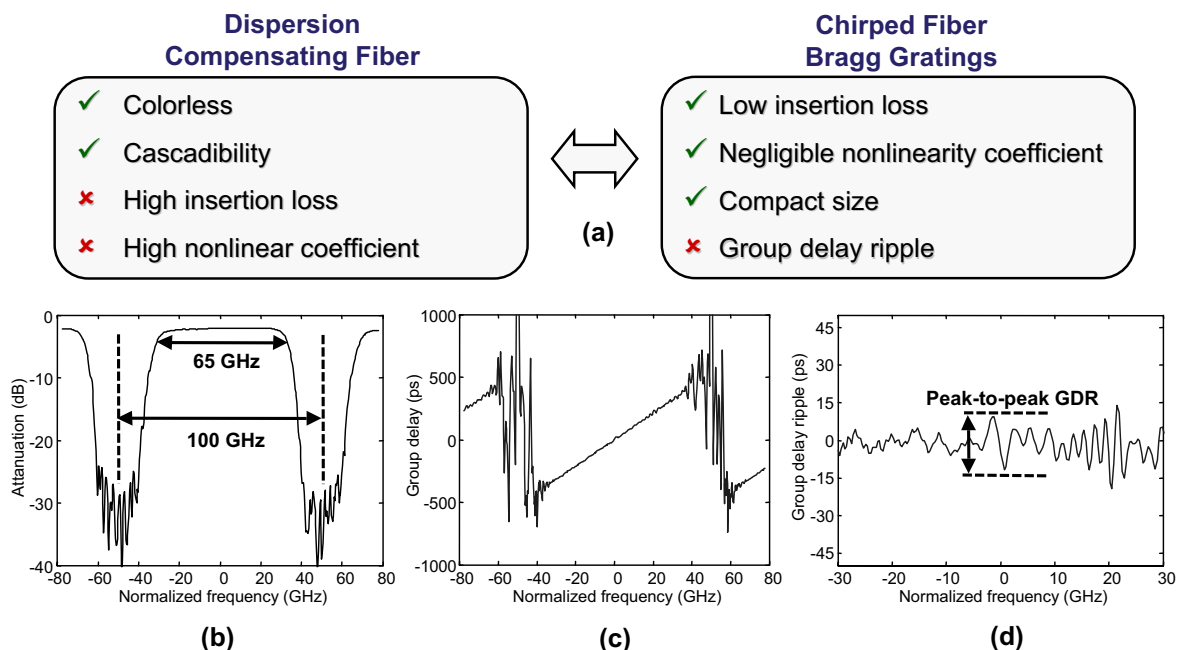 Dispersion
Compensating Fiber
✓ Colorless
✓ Cascadibility
✗ High insertion loss
✗ High nonlinear coefficient
(a)
Chirped Fiber
Bragg Gratings
✓ Low insertion loss
✓ Negligible nonlinearity coefficient
✓ Compact size
✗ Group delay ripple
0
-10
-20
-30
-40
Attanuation (dB)
65 GHz
100 GHz
-80 -60 -40 -20 0 20 40 60 80
Normalized frequency (GHz)
(b)
1000
500
0
-500
-1000
Group delay (ps)
-80 -60 -40 -20 0 20 40 60 80
Normalized frequency (GHz)
(c)
45
30
15
0
-15
-30
-45
Group delay ripple (ps)
Peak-to-peak GDR
-30 -20 -10 0 10 20 30
Normalized frequency (GHz)
(d)